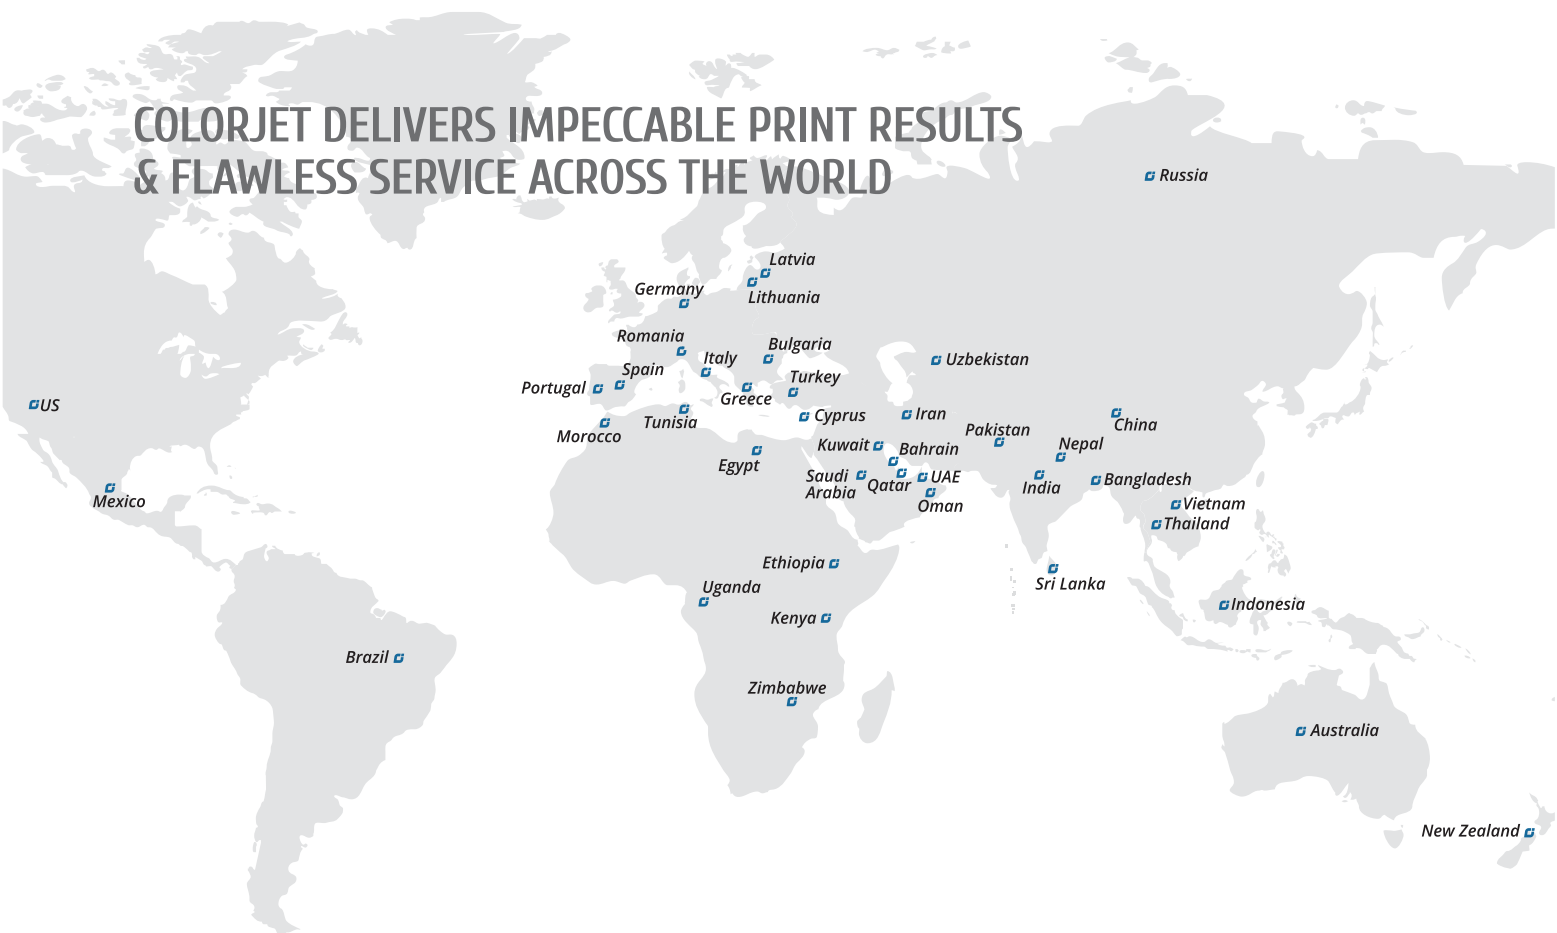 COLORJET DELIVERS IMPECCABLE PRINT RESULTS
& FLAWLESS SERVICE ACROSS THE WORLD
Russia
Latvia
Germany
Lithuania
Romania
Bulgaria
Italy
Uzbekistan
Spain
Turkey
Portugal
Greece
US
Iran
Cyprus
Tunisia
China
Pakistan
Morocco
Kuwait
Nepal
Bahrain
Egypt
Saudi
Arabia
UAE
Bangladesh
Qatar
India
Mexico
Vietnam
Oman
Thailand
Ethiopia
Sri Lanka
Uganda
Indonesia
Kenya
Brazil
Zimbabwe
Australia
New Zealand